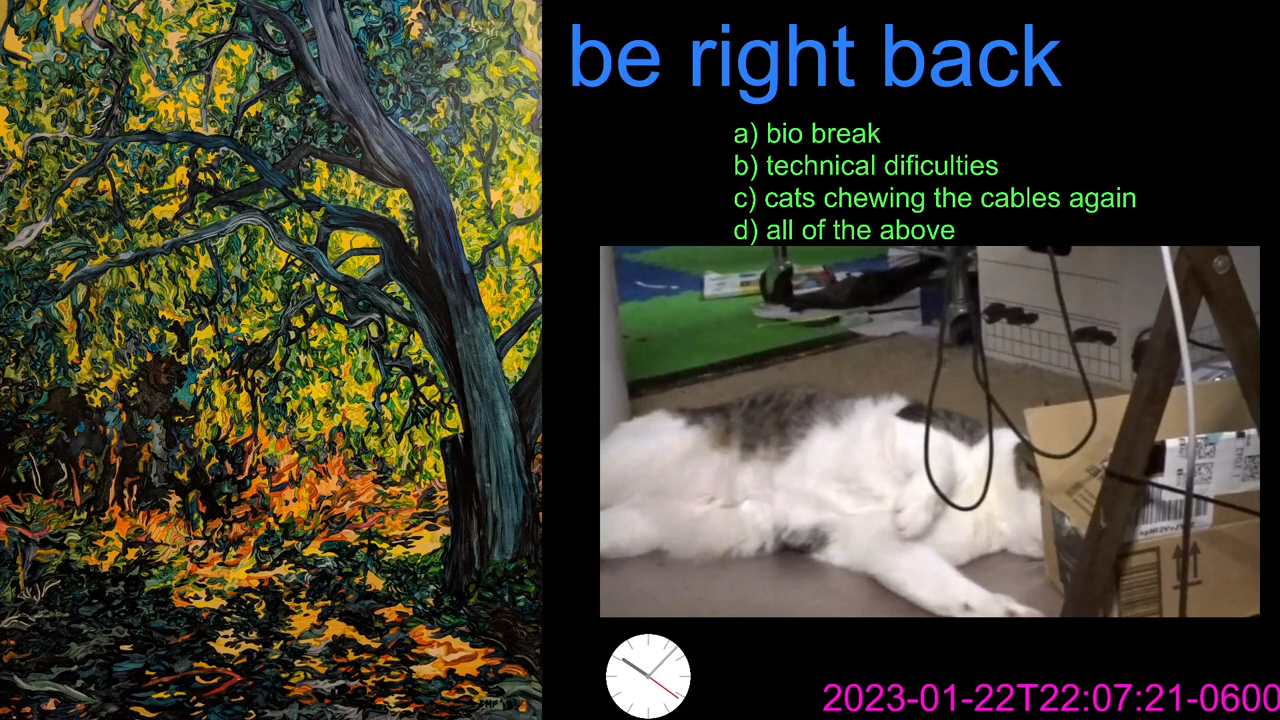 be right back
a) bio break
b) technical dificulties
c) cats chewing the cables again
d) all of the above
2023-01-22T22:07:21-0600